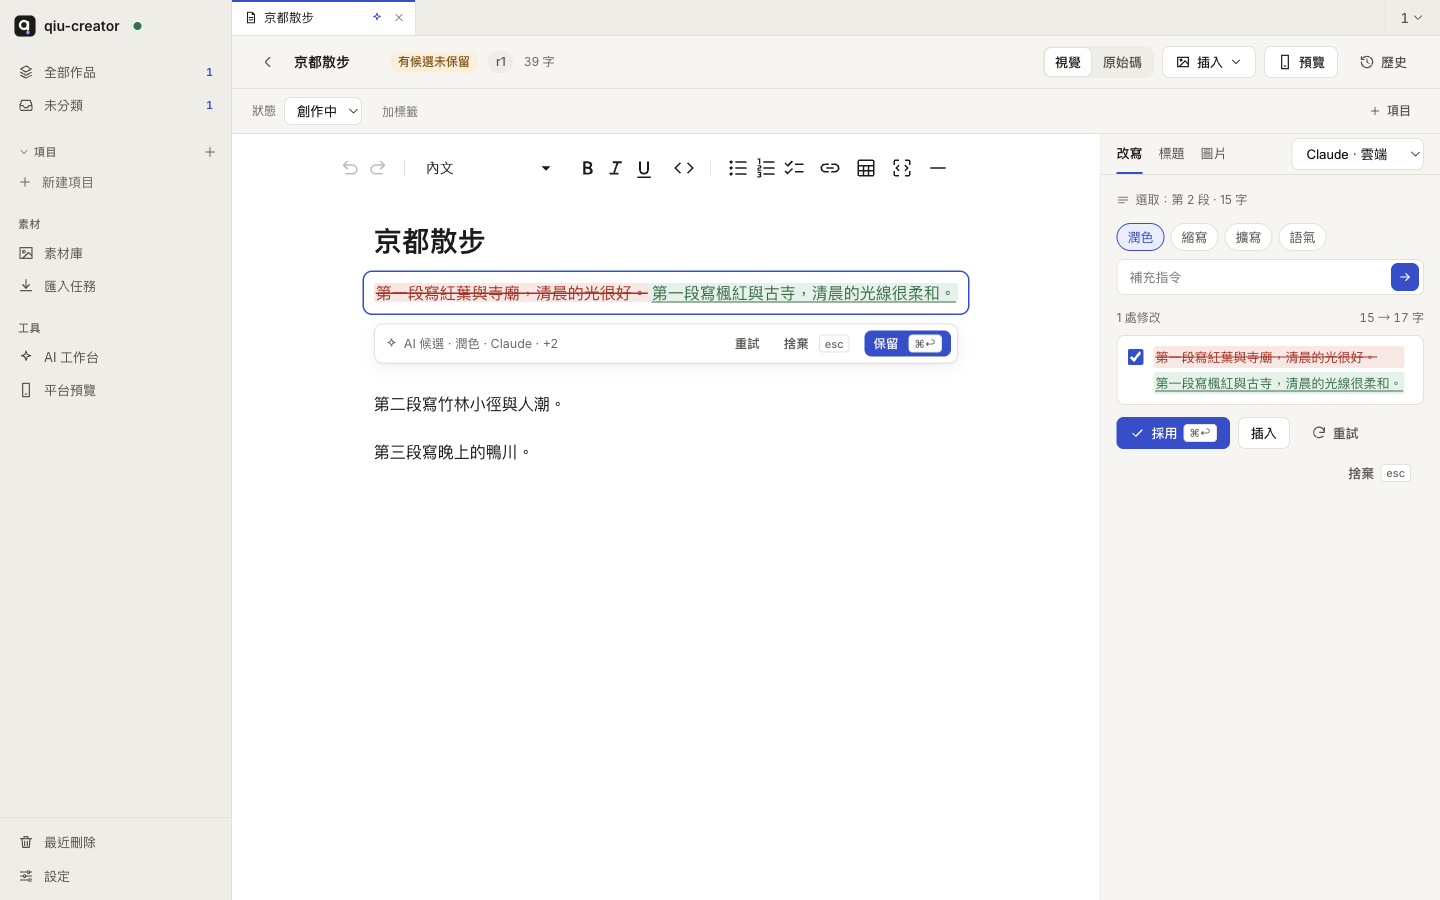 qiu-creator
全部作品 1
未分類 1
項目
新建項目
素材
素材庫
匯入任務
工具
AI 工作台
平台預覽
最近刪除
設定
京都散步
1
京都散步 有候選未保留 r1 39 字
視覺 原始碼 插入 預覽 歷史
狀態 創作中 加標籤
項目
內文 B I U
京都散步
第一段寫紅葉與寺廟，清晨的光很好。 第一段寫楓紅與古寺，清晨的光線很柔和。
AI 候選 · 潤色 · Claude · +2 重試 捨棄 esc 保留 ⌘↩
第二段寫竹林小徑與人潮。
第三段寫晚上的鴨川。
改寫 標題 圖片 Claude · 雲端
選取：第 2 段 · 15 字
潤色 縮寫 擴寫 語氣
補充指令
1 處修改 15 → 17 字
第一段寫紅葉與寺廟，清晨的光很好。
第一段寫楓紅與古寺，清晨的光線很柔和。
採用 ⌘↩ 插入 重試
捨棄 esc